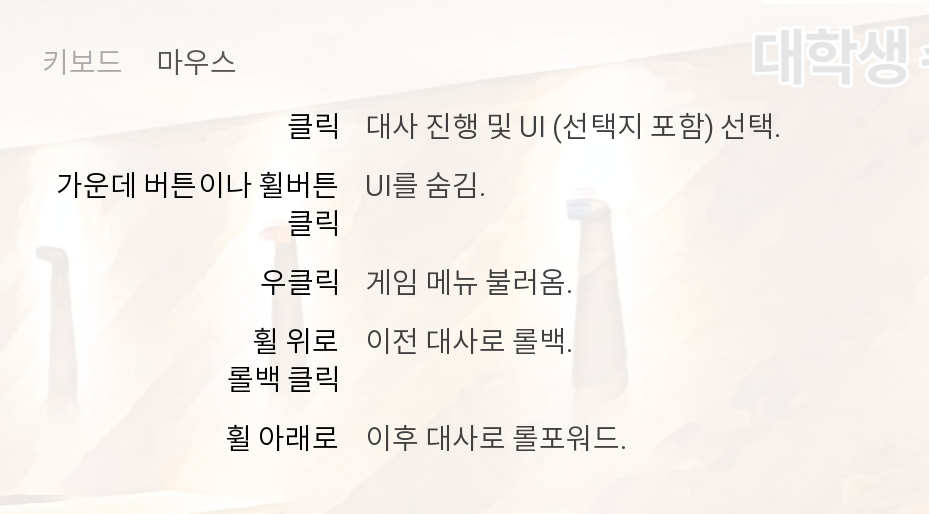 대학생
키보드 마우스
클릭 대사 진행 및 UI (선택지 포함) 선택.
가운데 버튼이나 휠버튼 UI를 숨김.
클릭
우클릭 게임 메뉴 불러옴.
휠 위로 이전 대사로 롤백.
롤백 클릭
휠 아래로 이후 대사로 롤포워드.